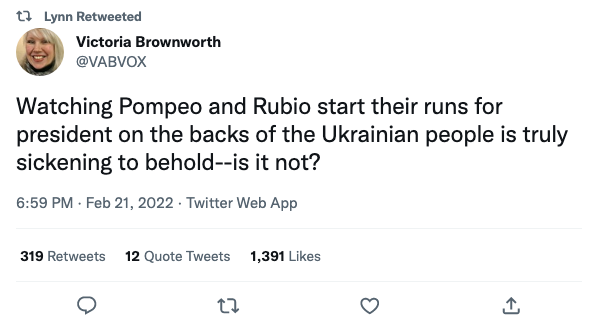 Lynn Retweeted
Victoria Brownworth
@VABVOX
Watching Pompeo and Rubio start their runs for
president on the backs of the Ukrainian people is truly
sickening to behold--is it not?
6:59 PM · Feb 21, 2022 · Twitter Web App
319 Retweets 12 Quote Tweets 1,391 Likes